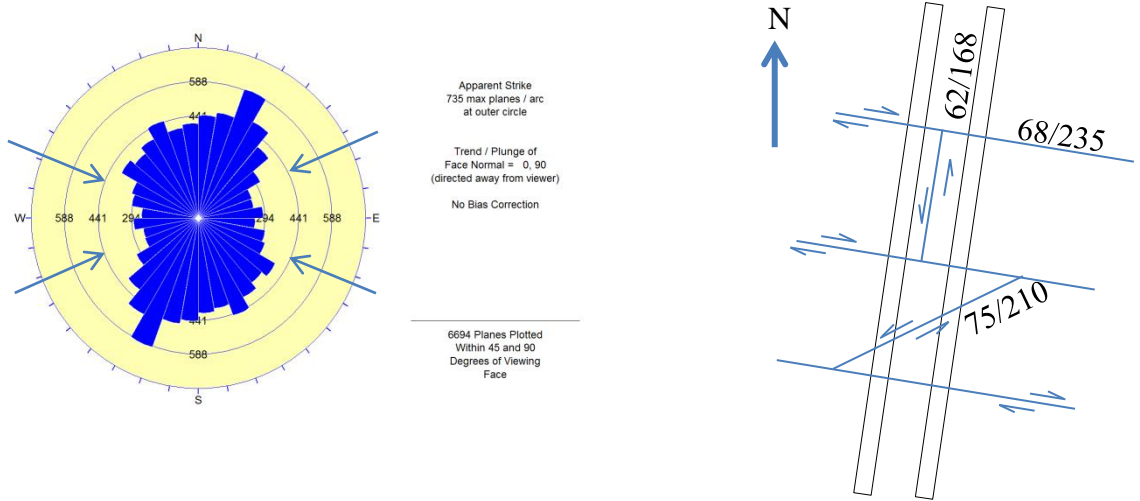 N
588
441
W 588 441 294 294 441 588 E
441
588
S
Apparent Strike
735 max planes / arc
at outer circle
Trend / Plunge of
Face Normal = 0, 90
(directed away from viewer)
No Bias Correction
6694 Planes Plotted
Within 45 and 90
Degrees of Viewing
Face
N
62/168
68/235
75/210